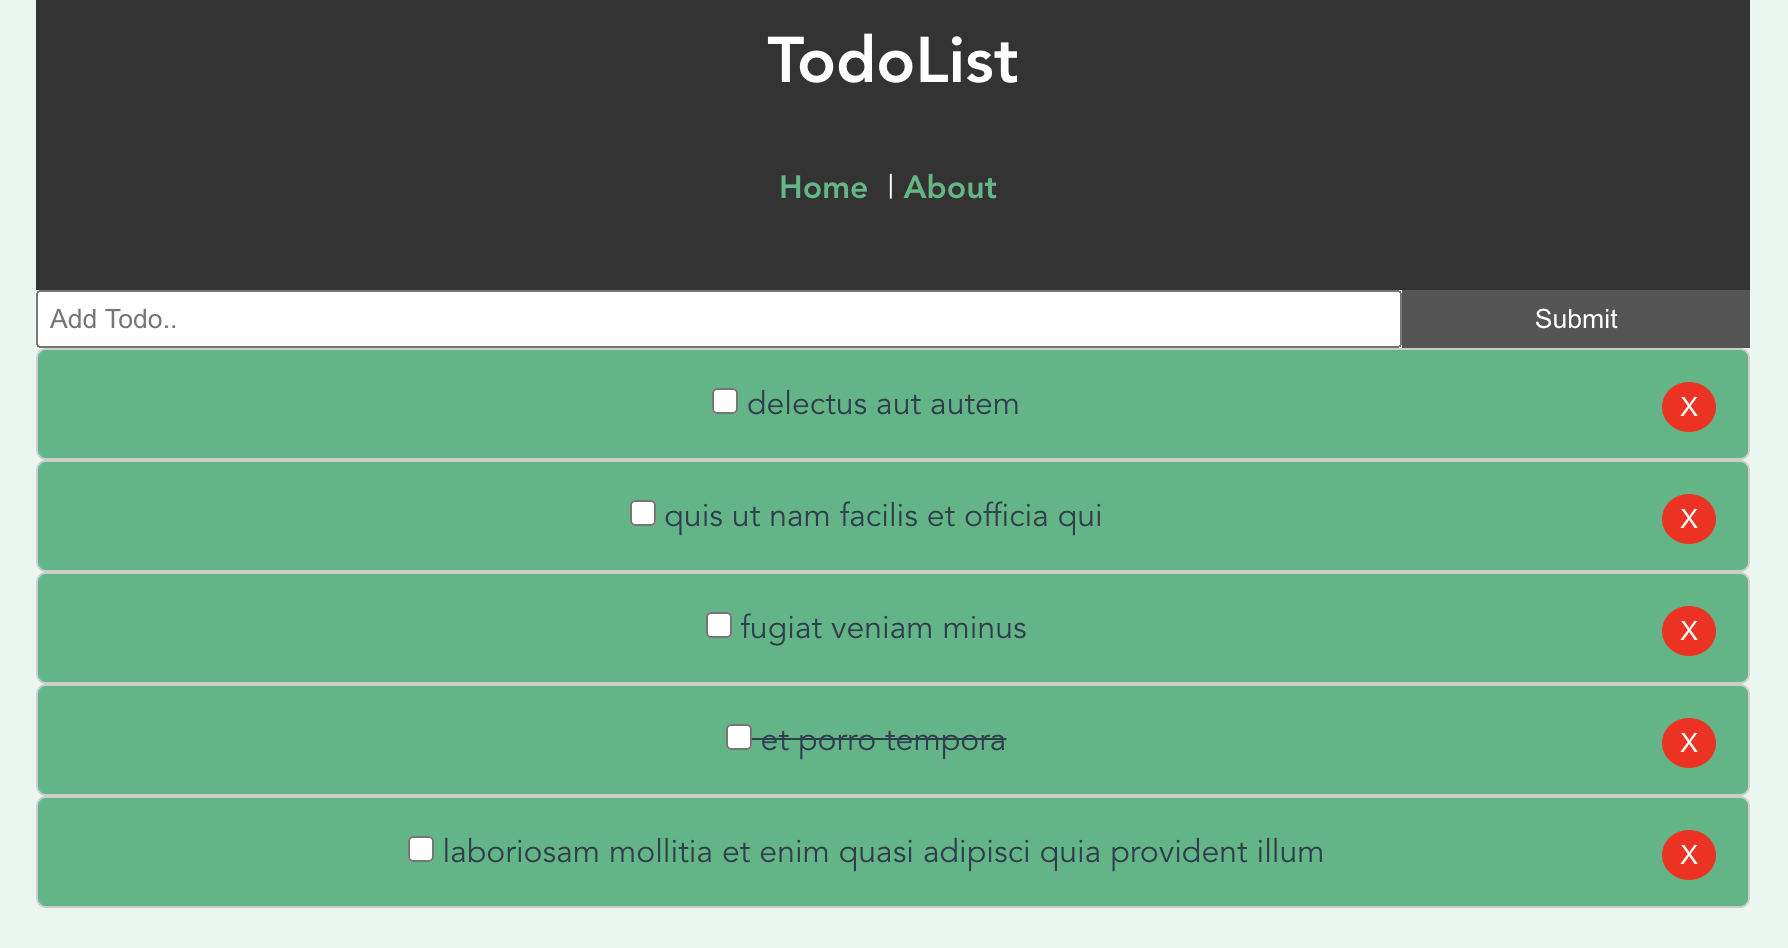 TodoList
Home | About
Add Todo.. Submit
delectus aut autem X
quis ut nam facilis et officia qui X
fugiat veniam minus X
et porro tempora X
laboriosam mollitia et enim quasi adipisci quia provident illum X